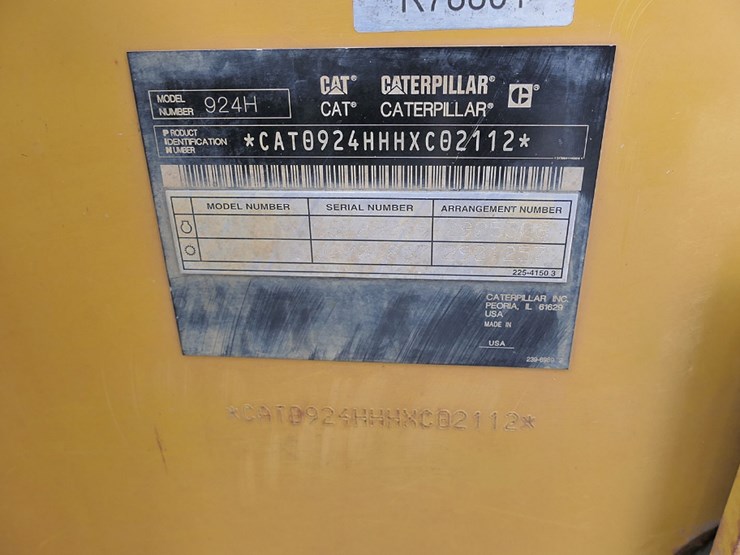 CAT® CATERPILLAR®
MODEL NUMBER 924H
CAT® CATERPILLAR®
PRODUCT IDENTIFICATION NUMBER *CAT0924HHHXC02112*
MODEL NUMBER SERIAL NUMBER ARRANGEMENT NUMBER
225-4150 3
CATERPILLAR INC.
PEORIA, IL 61629
USA
MADE IN
USA
*CAT0924HHHXC02112*